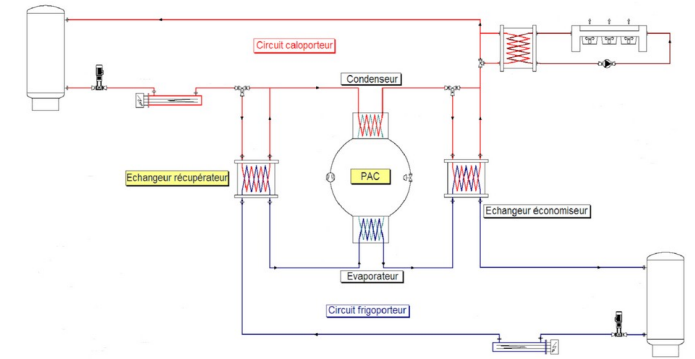 Circuit caloporteur
Condenseur
Echangeur récupérateur
PAC
Echangeur économiseur
Evaporateur
Circuit frigoporteur